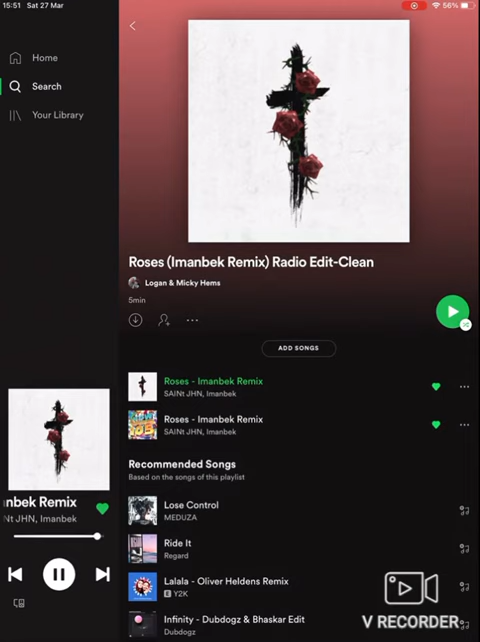 15:51 Sat 27 Mar
56%
Home
Search
Your Library
Roses (Imanbek Remix) Radio Edit-Clean
Logan & Micky Hems
5min
ADD SONGS
Roses - Imanbek Remix
SAINt JHN, Imanbek
Roses - Imanbek Remix
SAINt JHN, Imanbek
Recommended Songs
Based on the songs of this playlist
Lose Control
MEDUZA
Ride It
Regard
Lalala - Oliver Heldens Remix
E Y2K
Infinity - Dubdogz & Bhaskar Edit
Dubdogz
nbek Remix
Nt JHN, Imanbek
V RECORDER